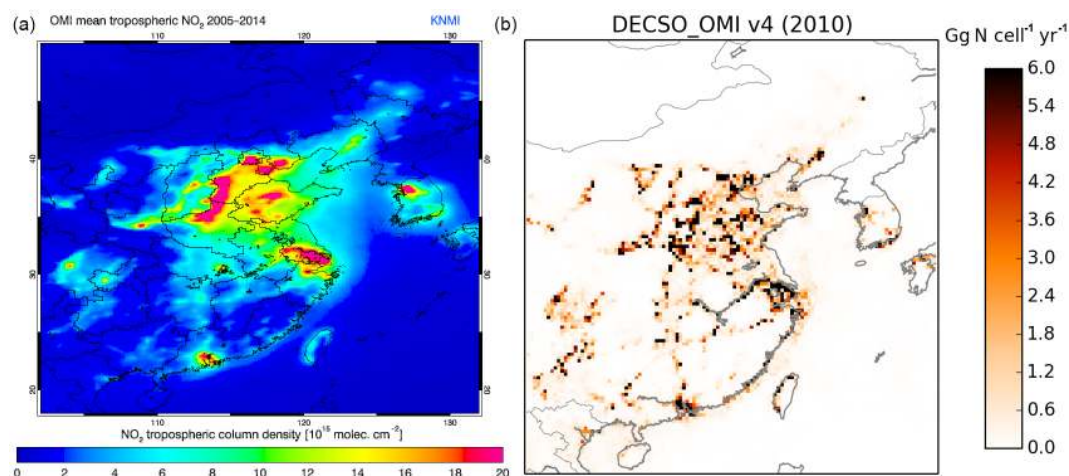 (a) OMI mean tropospheric NO₂ 2005-2014 KNMI
110 120 130
40
30
20
40
30
20
110 120 130
NO₂ tropospheric column density [10¹⁵ molec. cm⁻²]
0 2 4 6 8 10 12 14 16 18 20
(b) DECSO_OMI v4 (2010)
Gg N cell⁻¹ yr⁻¹
6.0
5.4
4.8
4.2
3.6
3.0
2.4
1.8
1.2
0.6
0.0